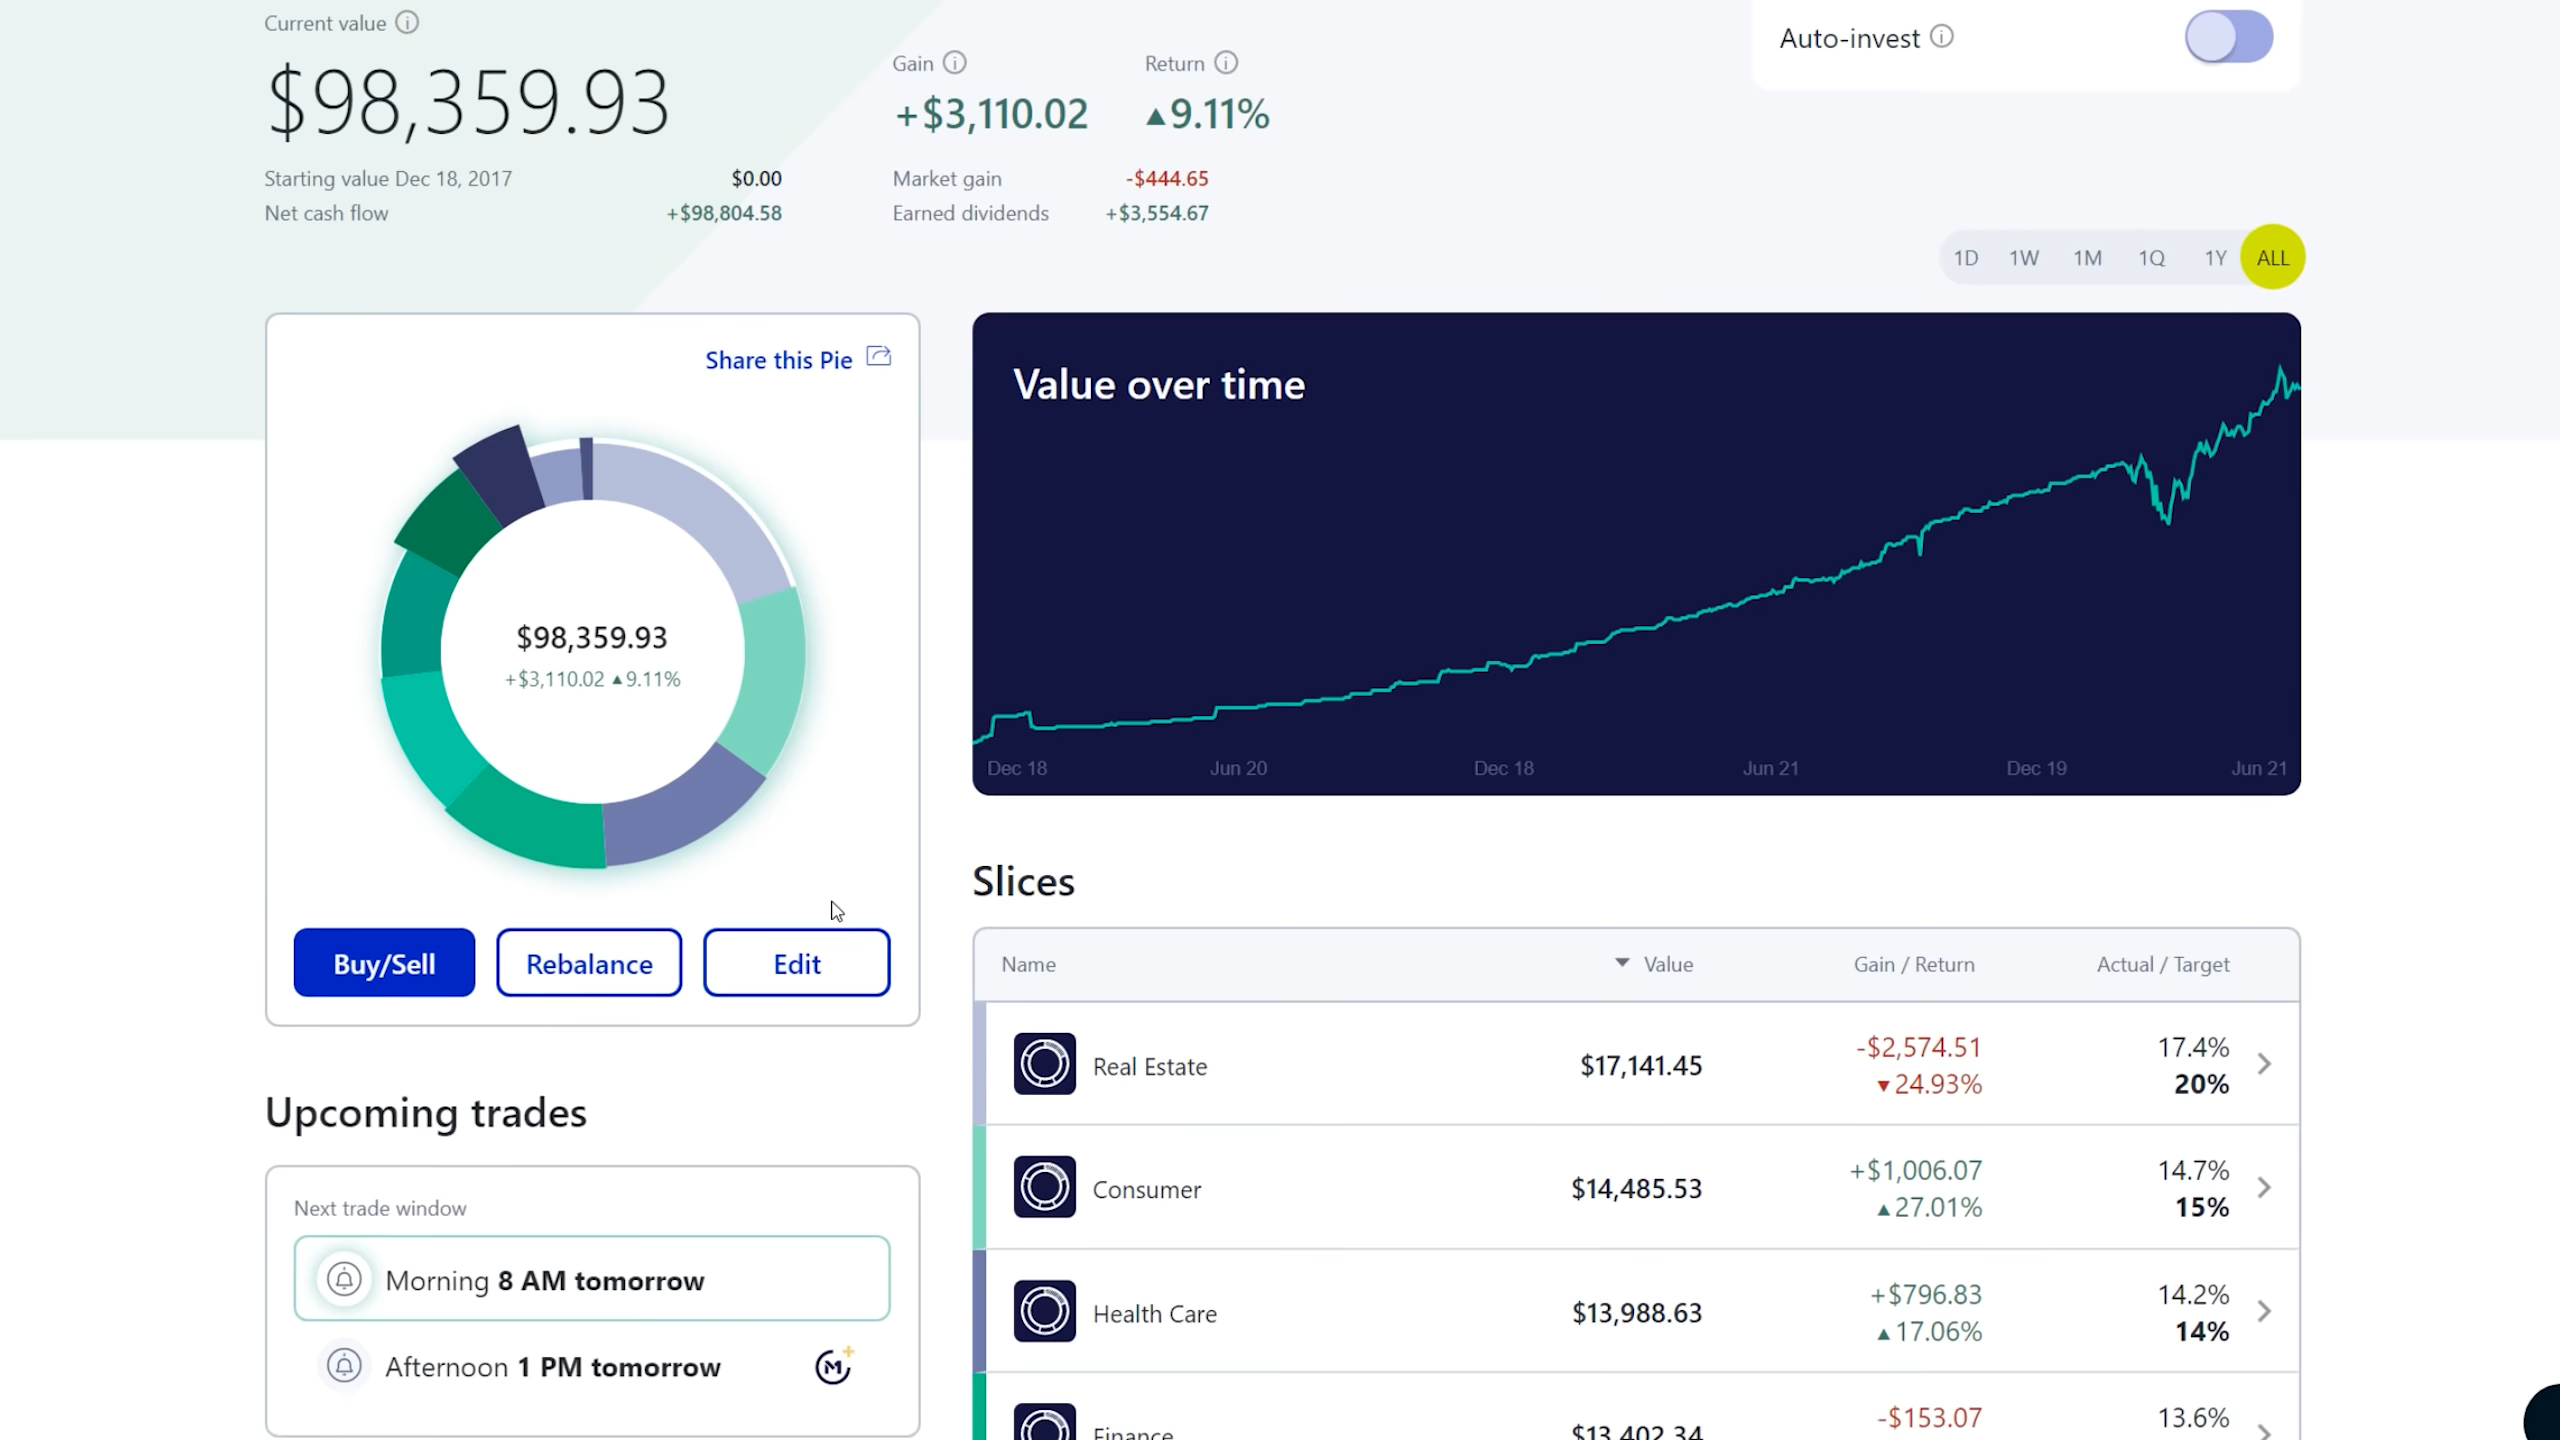 Current value
$98,359.93
Starting value Dec 18, 2017 $0.00
Net cash flow +$98,804.58
Gain
+$3,110.02
Return
▲9.11%
Market gain -$444.65
Earned dividends +$3,554.67
Auto-invest
1D 1W 1M 1Q 1Y ALL
Share this Pie
$98,359.93
+$3,110.02 ▲9.11%
Buy/Sell Rebalance Edit
Value over time
Dec 18 Jun 20 Dec 18 Jun 21 Dec 19 Jun 21
Upcoming trades
Next trade window
Morning 8 AM tomorrow
Afternoon 1 PM tomorrow
Slices
Name Value Gain / Return Actual / Target
Real Estate $17,141.45 -$2,574.51 17.4%
▼24.93% 20%
Consumer $14,485.53 +$1,006.07 14.7%
▲27.01% 15%
Health Care $13,988.63 +$796.83 14.2%
▲17.06% 14%
Finance $13,402.34 -$153.07 13.6%